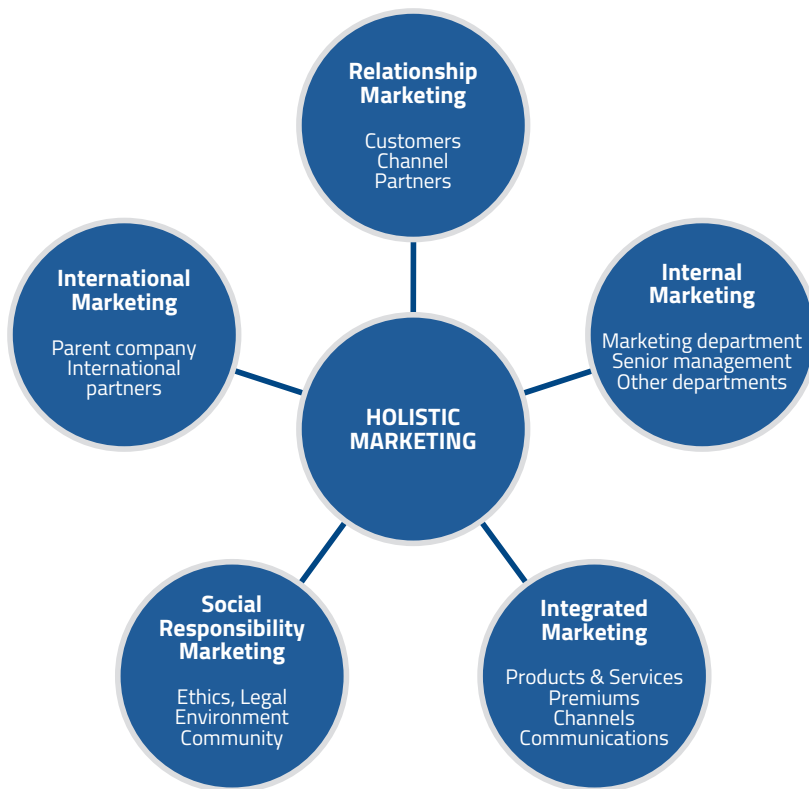 Relationship
Marketing
Customers
Channel
Partners
International
Marketing
Parent company
International
partners
Internal
Marketing
Marketing department
Senior management
Other departments
HOLISTIC
MARKETING
Social
Responsibility
Marketing
Ethics, Legal
Environment
Community
Integrated
Marketing
Products & Services
Premiums
Channels
Communications